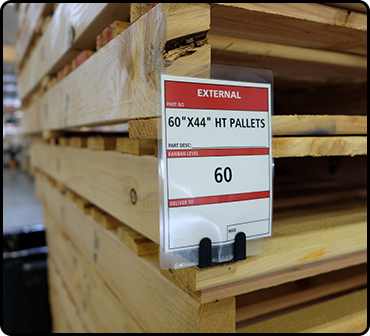 EXTERNAL
PART NO
60"X44" HT PALLETS
PART DESC:
KANBAN LEVEL
60
DELIVER TO
MAX